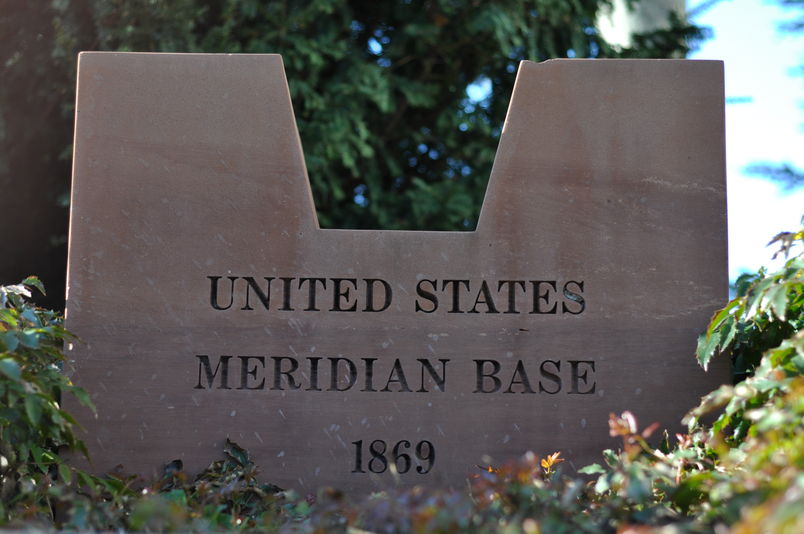 UNITED STATES
MERIDIAN BASE
1869